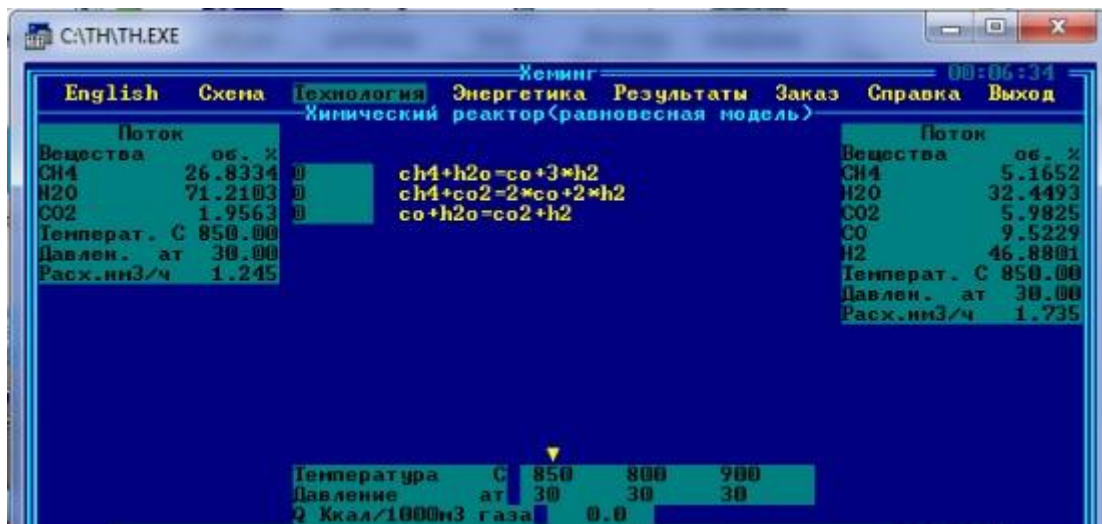 C:\TH\TH.EXE
Хеминг 00:06:34
English Схема Технология Энергетика Результаты Заказ Справка Выход
Химический реактор(равновесная модель)
Поток
Вещества об. %
CH4 26.8334 0
H2O 71.2103 0
CO2 1.9563 0
Температ. С 850.00
Давлен. ат 30.00
Расх.нм3/ч 1.245
ch4+h2o=co+3*h2
ch4+co2=2*co+2*h2
co+h2o=co2+h2
Поток
Вещества об. %
CH4 5.1652
H2O 32.4493
CO2 5.9825
CO 9.5229
H2 46.8801
Температ. С 850.00
Давлен. ат 30.00
Расх.нм3/ч 1.735
Температура С 850 800 900
Давление ат 30 30 30
Q Ккал/1000м3 газа 0.0